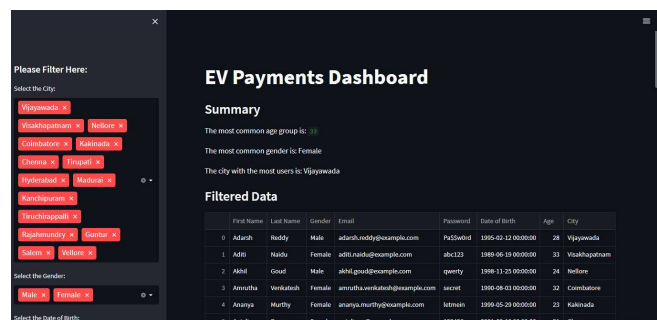 ×
Please Filter Here:
Select the City:
Vijayawada ×
Visakhapatnam × Nellore ×
Coimbatore × Kakinada ×
Chenna × Tirupati ×
Hyderabad × Madurai ×
Kanchipuram ×
Tiruchirappalli ×
Rajahmundry × Guntur ×
Salem × Vellore ×
Select the Gender:
Male × Female ×
Select the Date of Birth:
EV Payments Dashboard
Summary
The most common age group is: 33
The most common gender is: Female
The city with the most users is: Vijayawada
Filtered Data
First Name Last Name Gender Email Password Date of Birth Age City
0 Adarsh Reddy Male adarsh.reddy@example.com Pa$$w0rd 1995-02-12 00:00:00 28 Vijayawada
1 Aditi Naidu Female aditi.naidu@example.com abc123 1989-06-19 00:00:00 33 Visakhapatnam
2 Akhil Goud Male akhil.goud@example.com qwerty 1998-11-25 00:00:00 24 Nellore
3 Amrutha Venkatesh Female amrutha.venkatesh@example.com secret 1990-08-03 00:00:00 32 Coimbatore
4 Ananya Murthy Female ananya.murthy@example.com letmein 1999-05-29 00:00:00 23 Kakinada